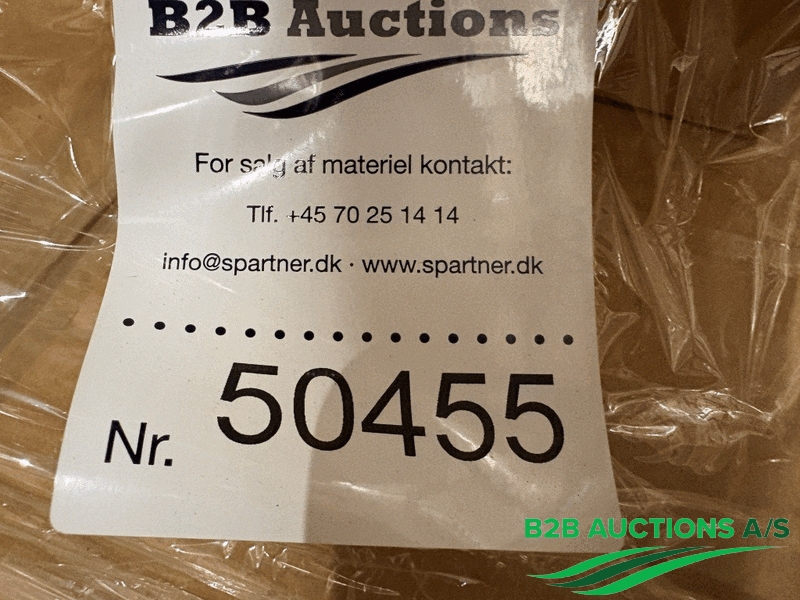 B2B Auctions
For salg af materiel kontakt:
Tlf. +45 70 25 14 14
info@spartner.dk · www.spartner.dk
Nr. 50455
B2B AUCTIONS A/S